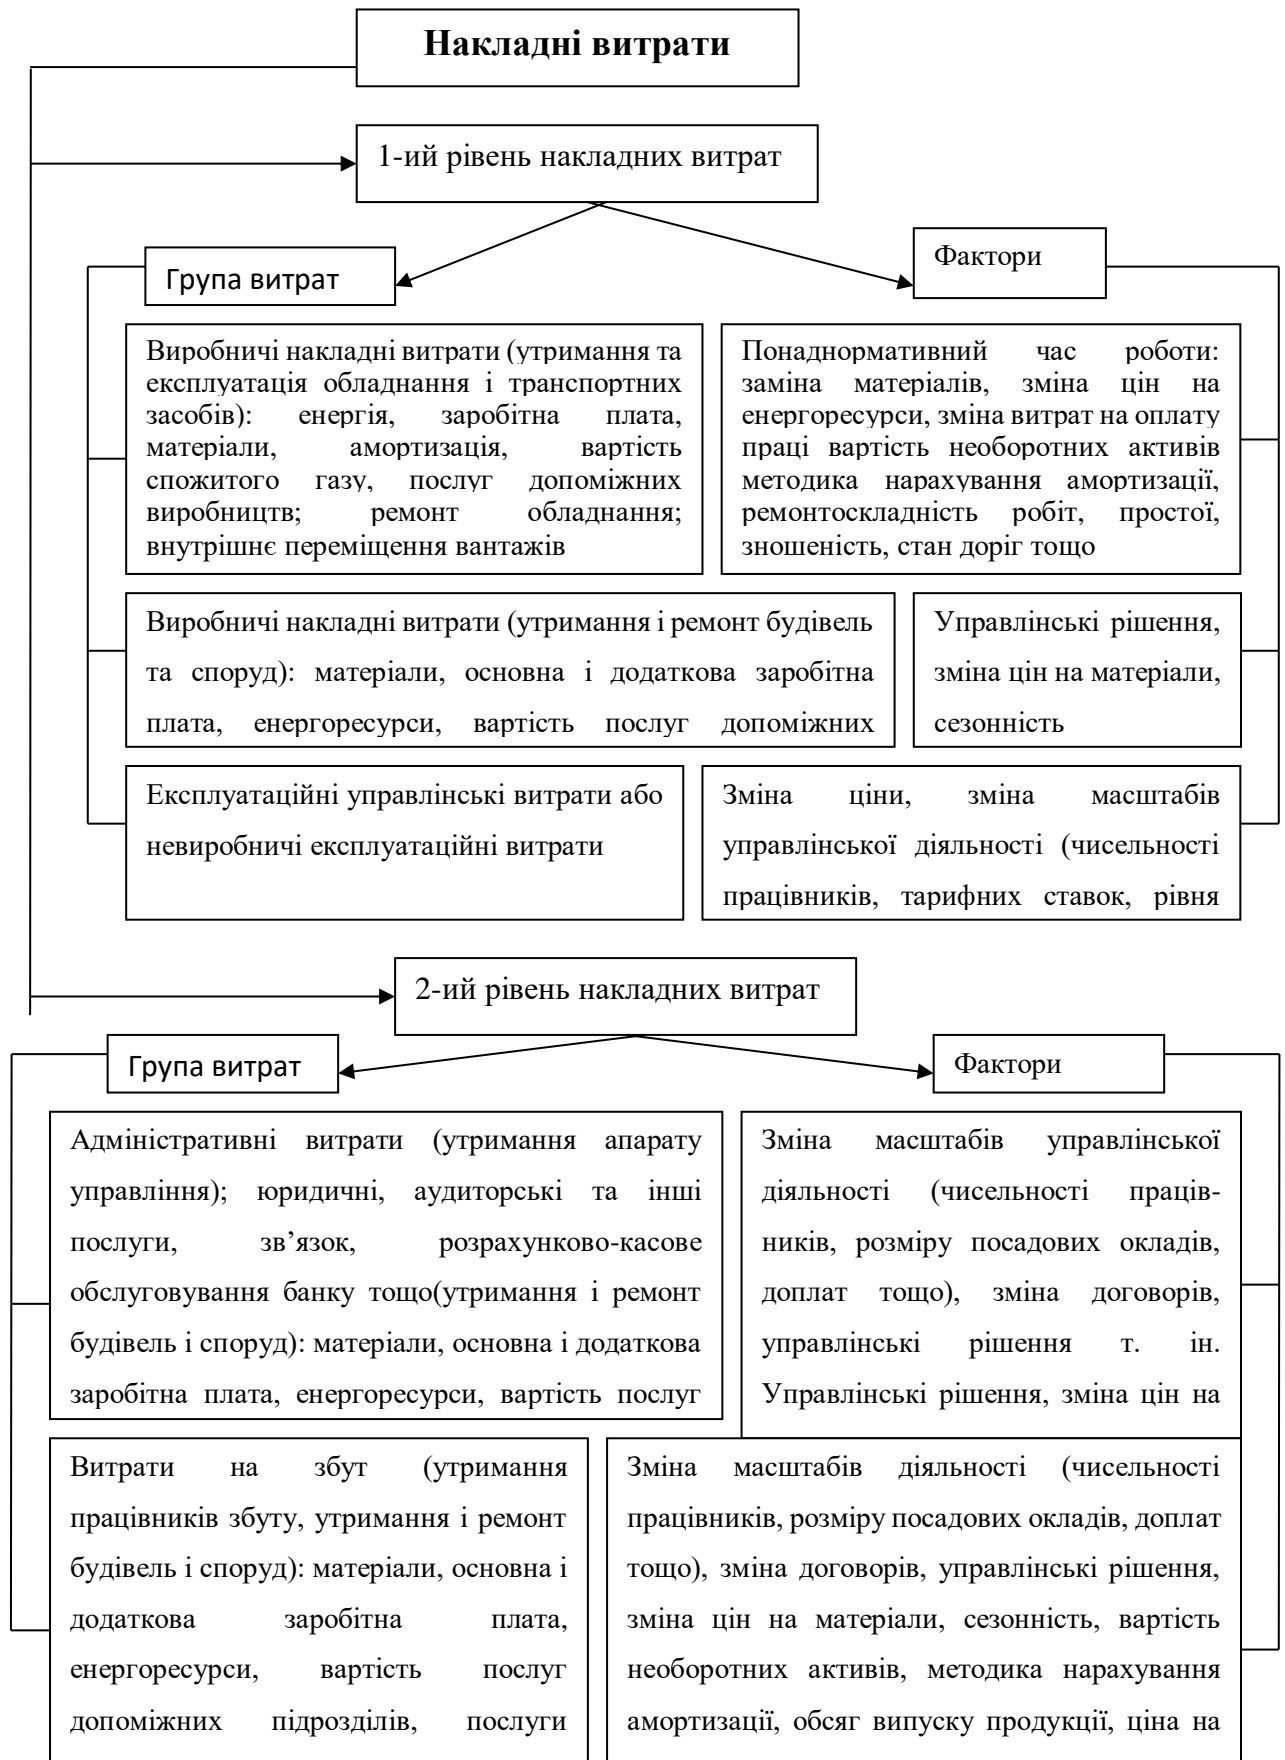 Накладні витрати
1-ий рівень накладних витрат
Група витрат
Фактори
Виробничі накладні витрати (утримання та
експлуатація обладнання і транспортних
засобів): енергія, заробітна плата,
матеріали, амортизація, вартість
спожитого газу, послуг допоміжних
виробництв; ремонт обладнання;
внутрішнє переміщення вантажів
Понаднормативний час роботи:
заміна матеріалів, зміна цін на
енергоресурси, зміна витрат на оплату
праці вартість необоротних активів
методика нарахування амортизації,
ремонтоскладність робіт, простої,
зношеність, стан доріг тощо
Виробничі накладні витрати (утримання і ремонт будівель
та споруд): матеріали, основна і додаткова заробітна
плата, енергоресурси, вартість послуг допоміжних
Управлінські рішення,
зміна цін на матеріали,
сезонність
Експлуатаційні управлінські витрати або
невиробничі експлуатаційні витрати
Зміна ціни, зміна масштабів
управлінської діяльності (чисельності
працівників, тарифних ставок, рівня
2-ий рівень накладних витрат
Група витрат
Фактори
Адміністративні витрати (утримання апарату
управління); юридичні, аудиторські та інші
послуги, зв’язок, розрахунково-касове
обслуговування банку тощо(утримання і ремонт
будівель і споруд): матеріали, основна і додаткова
заробітна плата, енергоресурси, вартість послуг
Зміна масштабів управлінської
діяльності (чисельності праців-
ників, розміру посадових окладів,
доплат тощо), зміна договорів,
управлінські рішення т. ін.
Управлінські рішення, зміна цін на
Витрати на збут (утримання
працівників збуту, утримання і ремонт
будівель і споруд): матеріали, основна і
додаткова заробітна плата,
енергоресурси, вартість послуг
допоміжних підрозділів, послуги
Зміна масштабів діяльності (чисельності
працівників, розміру посадових окладів, доплат
тощо), зміна договорів, управлінські рішення,
зміна цін на матеріали, сезонність, вартість
необоротних активів, методика нарахування
амортизації, обсяг випуску продукції, ціна на